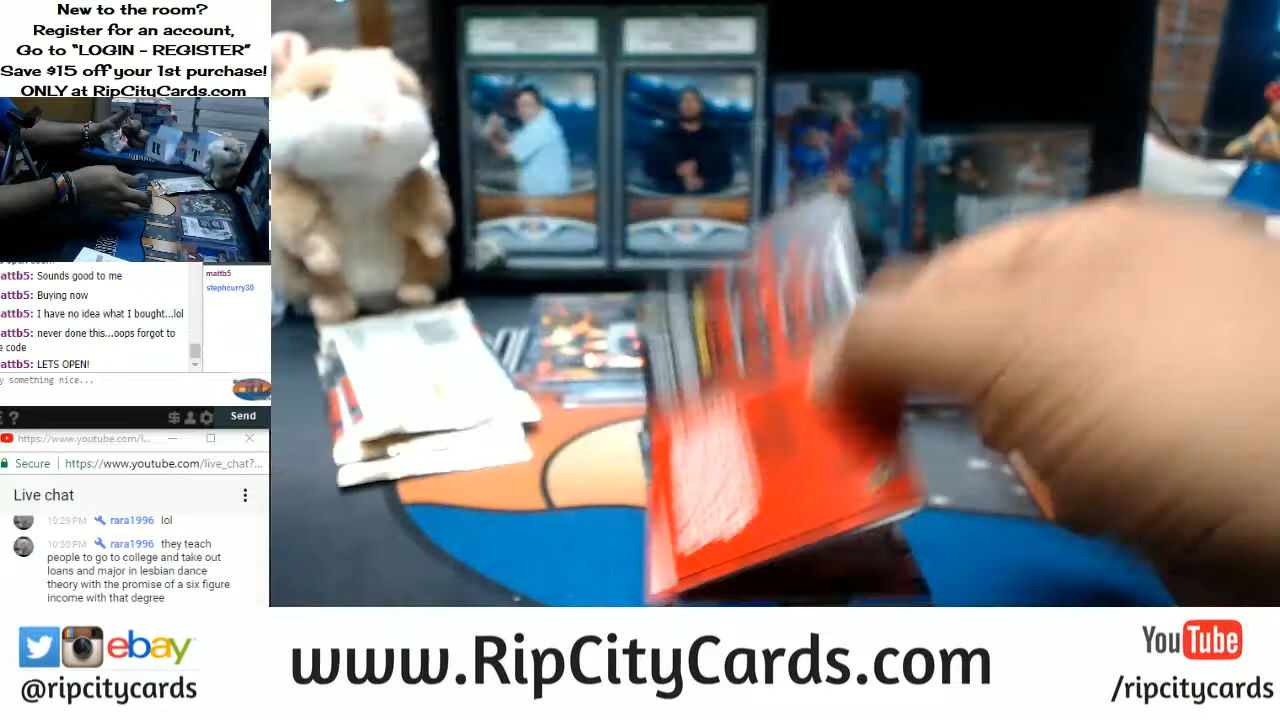 New to the room?
Register for an account,
Go to "LOGIN - REGISTER"
Save $15 off your 1st purchase!
ONLY at RipCityCards.com
R T
attb5: Sounds good to me
attb5: Buying now
attb5: I have no idea what I bought...lol
attb5: never done this...oops forgot to
e code
attb5: LETS OPEN!
mattb5
stephcurry30
y something nice...
Send
https://www.youtube.com/l...
Secure https://www.youtube.com/live_chat?...
Live chat
10:29 PM rara1996 lol
10:30 PM rara1996 they teach
people to go to college and take out
loans and major in lesbian dance
theory with the promise of a six figure
income with that degree
ebay
@ripcitycards
www.RipCityCards.com
YouTube
/ripcitycards